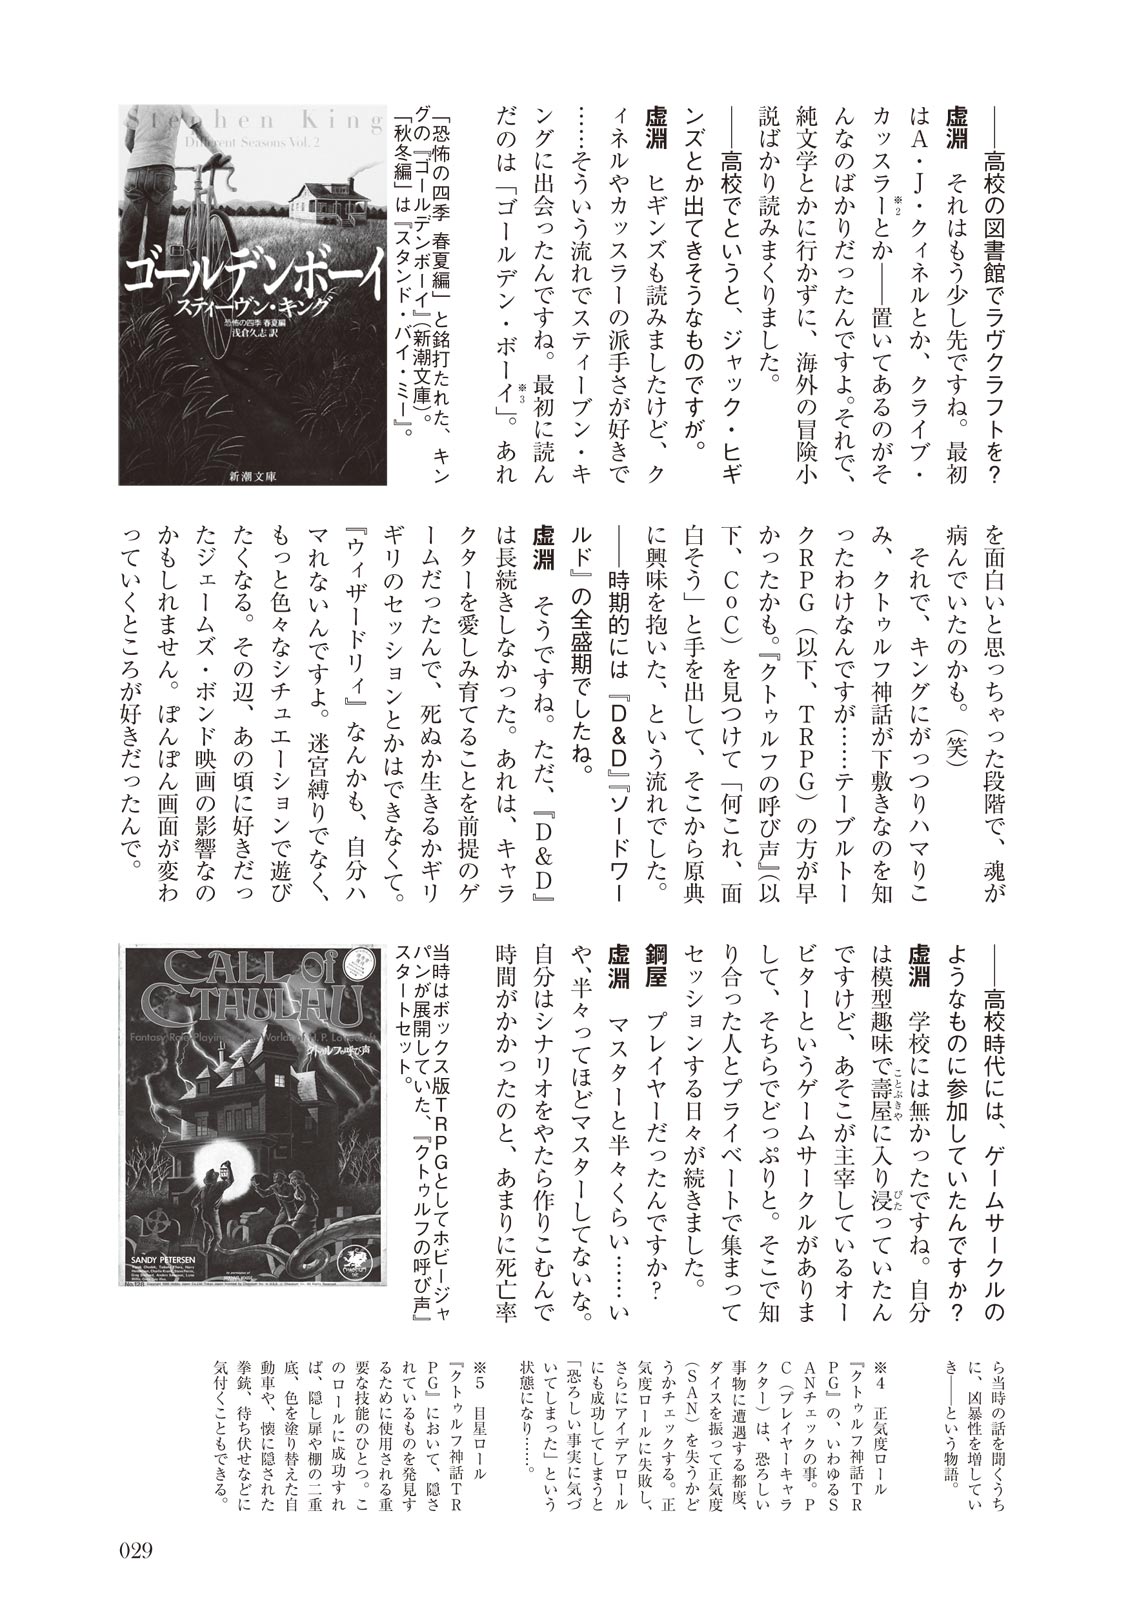 ――高校の図書館でラヴクラフトを？
虚淵　それはもう少し先ですね。最初
はA・J・クィネルとか、クライブ・
カッスラー※2とか――置いてあるのがそ
んなのばかりだったんですよ。それで、
純文学とかに行かずに、海外の冒険小
説ばかり読みまくりました。
――高校でというと、ジャック・ヒギ
ンズとか出てきそうなものですが。
虚淵　ヒギンズも読みましたけど、ク
ィネルやカッスラーの派手さが好きで
……そういう流れでスティーブン・キ
ングに出会ったんですね。最初に読ん
だのは「ゴールデン・ボーイ※3」。あれ
「恐怖の四季 春夏編」と銘打たれた、キン
グの『ゴールデンボーイ』（新潮文庫）。
「秋冬編」は『スタンド・バイ・ミー』。
Stephen King
Different Seasons Vol. 2
ゴールデンボーイ
スティーヴン・キング
恐怖の四季 春夏編
浅倉久志 訳
新潮文庫
を面白いと思っちゃった段階で、魂が
病んでいたのかも。（笑）
　それで、キングにがっつりハマりこ
み、クトゥルフ神話が下敷きなのを知
ったわけなんですが……テーブルトー
クRPG（以下、TRPG）の方が早
かったかも。『クトゥルフの呼び声』（以
下、CoC）を見つけて「何これ、面
白そう」と手を出して、そこから原典
に興味を抱いた、という流れでした。
――時期的には『D&D』『ソードワー
ルド』の全盛期でしたね。
虚淵　そうですね。ただ、『D&D』
は長続きしなかった。あれは、キャラ
クターを愛しみ育てることを前提のゲ
ームだったんで、死ぬか生きるかギリ
ギリのセッションとかはできなくて。
『ウィザードリィ』なんかも、自分ハ
マれないんですよ。迷宮縛りでなく、
もっと色々なシチュエーションで遊び
たくなる。その辺、あの頃に好きだっ
たジェームズ・ボンド映画の影響なの
かもしれません。ぽんぽん画面が変わ
っていくところが好きだったんで。
――高校時代には、ゲームサークルの
ようなものに参加していたんですか？
虚淵　学校には無かったですね。自分
は模型趣味で壽屋ことぶきやに入り浸びたっていたん
ですけど、あそこが主宰しているオー
ビターというゲームサークルがありま
して、そちらでどっぷりと。そこで知
り合った人とプライベートで集まって
セッションする日々が続きました。
鋼屋　プレイヤーだったんですか？
虚淵　マスターと半々くらい……い
や、半々ってほどマスターしてないな。
自分はシナリオをやたら作りこむんで
時間がかかったのと、あまりに死亡率
当時はボックス版TRPGとしてホビージャ
パンが展開していた、『クトゥルフの呼び声』
スタートセット。
CALL of
CTHULHU
クトゥルフの呼び声
SANDY PETERSEN
No.128
ら当時の話を聞くうち
に、凶暴性を増してい
き――という物語。
※4　正気度ロール
『クトゥルフ神話TR
PG』の、いわゆるS
ANチェックの事。P
C（プレイヤーキャラ
クター）は、恐ろしい
事物に遭遇する都度、
ダイスを振って正気度
（SAN）を失うかど
うかチェックする。正
気度ロールに失敗し、
さらにアイデアロール
にも成功してしまうと
「恐ろしい事実に気づ
いてしまった」という
状態になり……。
※5　目星ロール
『クトゥルフ神話TR
PG』において、隠さ
れているものを発見す
るために使用される重
要な技能のひとつ。こ
のロールに成功すれ
ば、隠し扉や棚の二重
底、色を塗り替えた自
動車や、懐に隠された
拳銃、待ち伏せなどに
気付くこともできる。
029